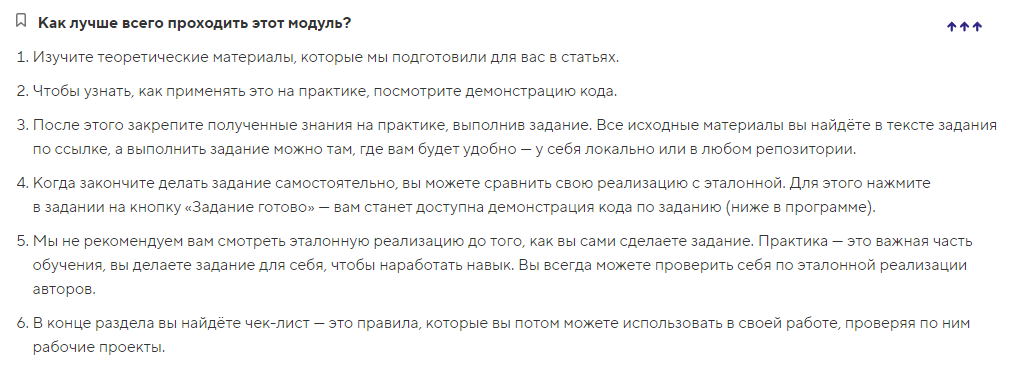 Как лучше всего проходить этот модуль?
1. Изучите теоретические материалы, которые мы подготовили для вас в статьях.
2. Чтобы узнать, как применять это на практике, посмотрите демонстрацию кода.
3. После этого закрепите полученные знания на практике, выполнив задание. Все исходные материалы вы найдёте в тексте задания
по ссылке, а выполнить задание можно там, где вам будет удобно — у себя локально или в любом репозитории.
4. Когда закончите делать задание самостоятельно, вы можете сравнить свою реализацию с эталонной. Для этого нажмите
в задании на кнопку «Задание готово» — вам станет доступна демонстрация кода по заданию (ниже в программе).
5. Мы не рекомендуем вам смотреть эталонную реализацию до того, как вы сами сделаете задание. Практика — это важная часть
обучения, вы делаете задание для себя, чтобы наработать навык. Вы всегда можете проверить себя по эталонной реализации
авторов.
6. В конце раздела вы найдёте чек-лист — это правила, которые вы потом можете использовать в своей работе, проверяя по ним
рабочие проекты.